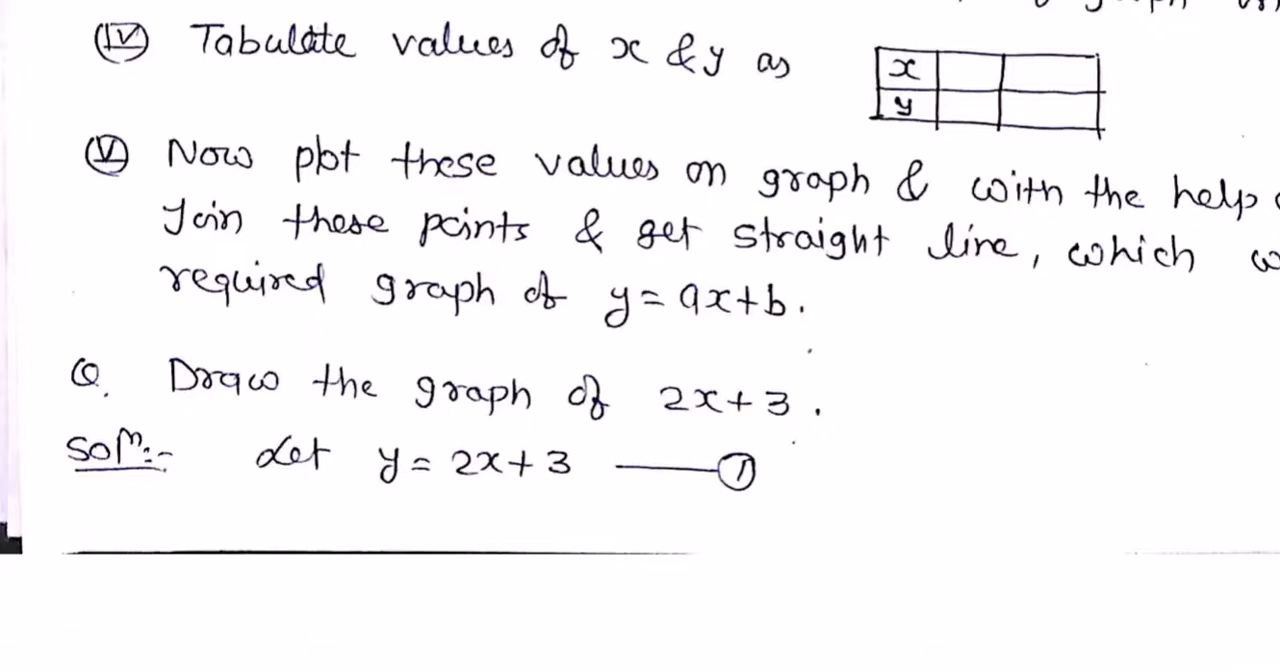 (IV) Tabulate values of x & y as
x
y
(V) Now plot these values on graph & with the help
Join these points & get straight line, which
required graph of y = ax+b.
Q. Draw the graph of 2x+3.
Soln:- Let y = 2x+3 —— (1)